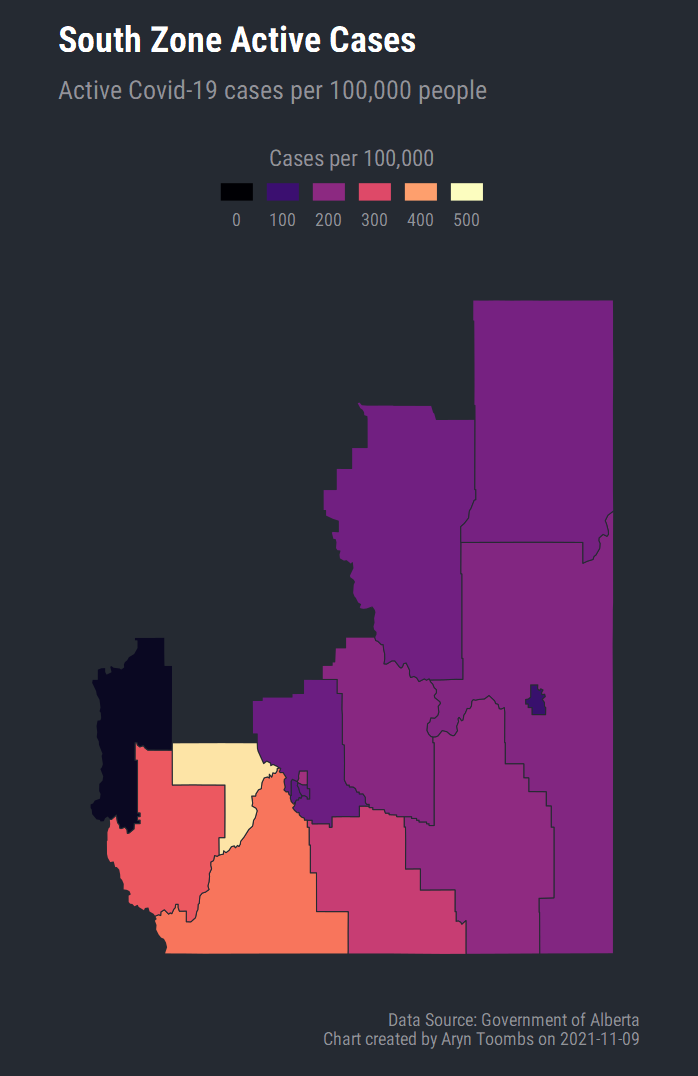 South Zone Active Cases
Active Covid-19 cases per 100,000 people
Cases per 100,000
0 100 200 300 400 500
Data Source: Government of Alberta
Chart created by Aryn Toombs on 2021-11-09